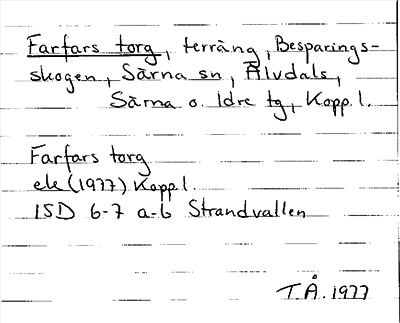 Farfars torg, terräng, Besparings-
skogen, Särna sn, Älvdals,
Särna o. Idre tg, Kopp.l.
Farfars torg
ek (1977) Kopp.l.
ISD 6-7 a-b Strandvallen
T.Å. 1977